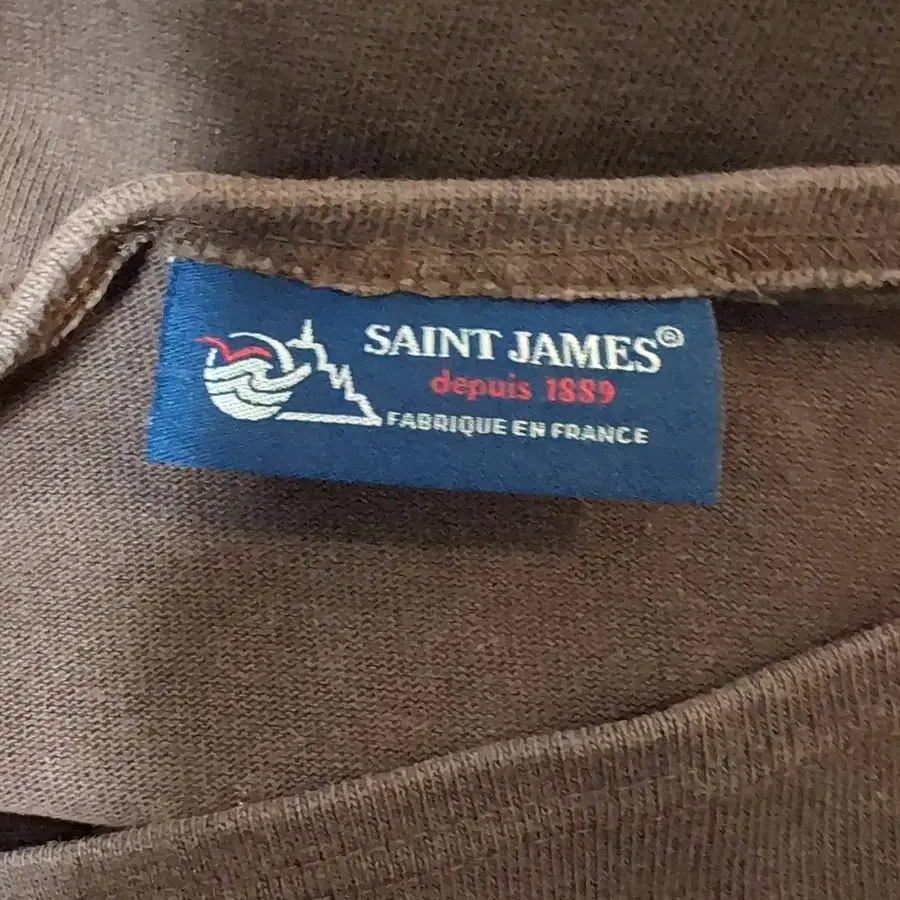 SAINT JAMES®
depuis 1889
FABRIQUE EN FRANCE